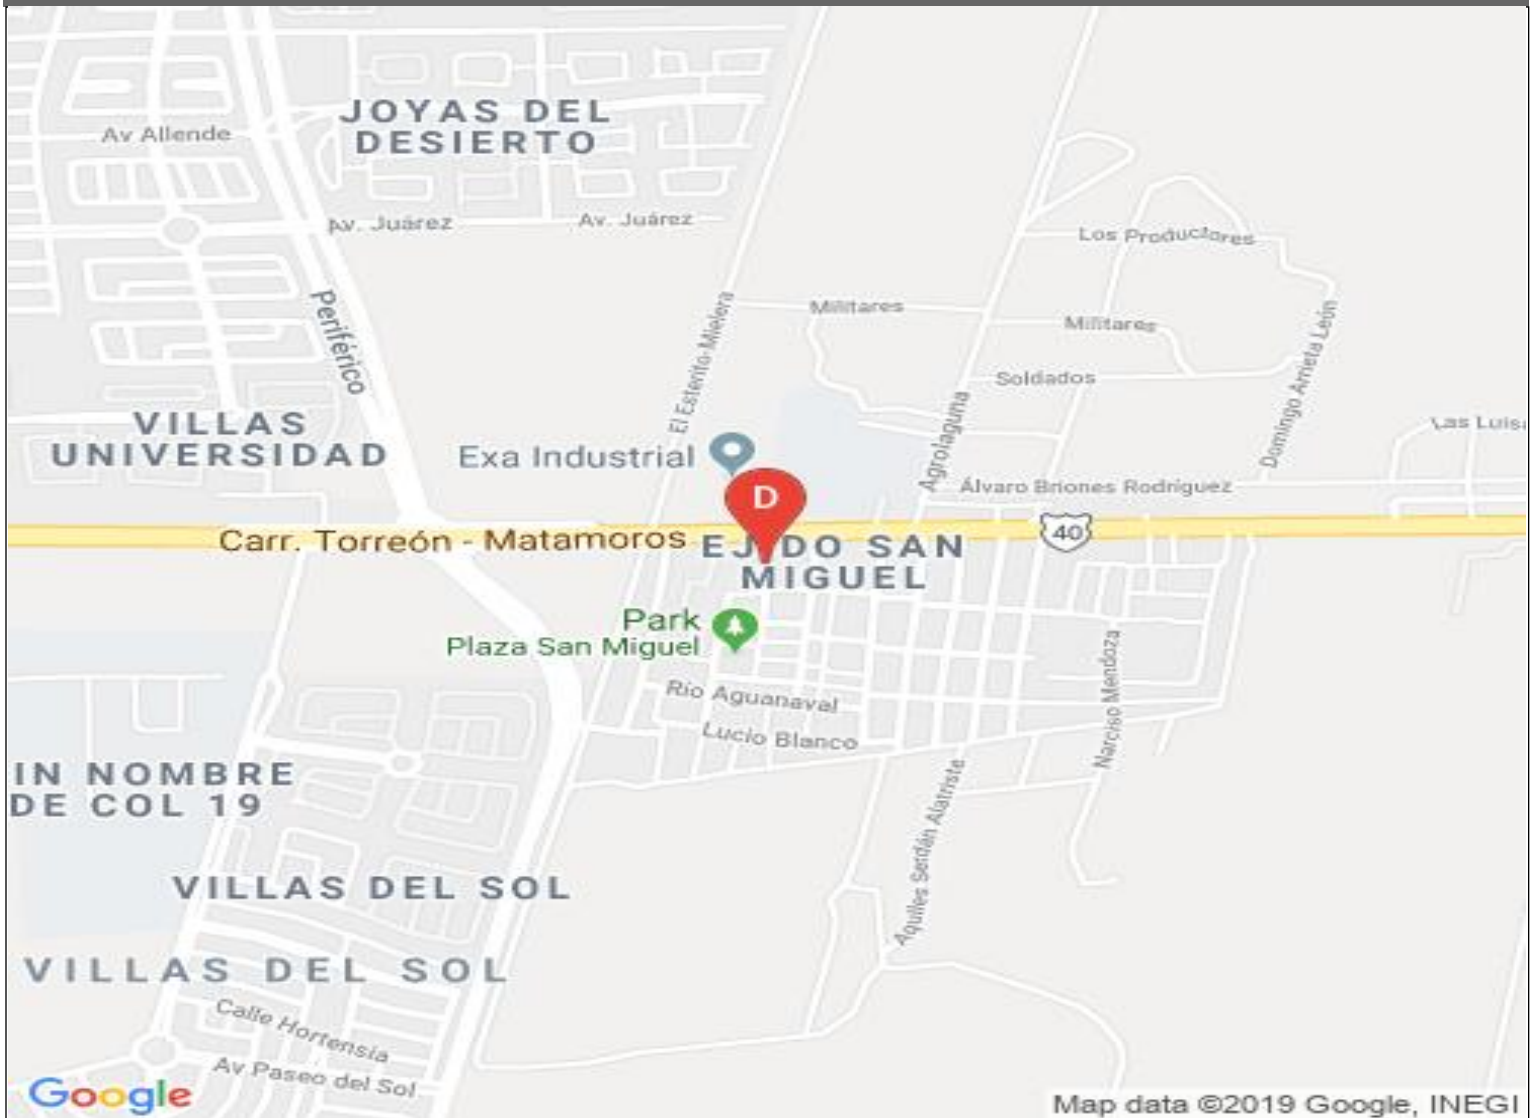 JOYAS DEL
DESIERTO
Av Allende
Av. Juárez
Av. Juárez
Los Productores
Periférico
El Esterito-Mielera
Militares
Militares
Domingo Arrieta León
Soldados
Agrolaguna
VILLAS
UNIVERSIDAD
Las Luis
Exa Industrial
Álvaro Briones Rodríguez
D
Carr. Torreón - Matamoros
40
EJIDO SAN
MIGUEL
Park
Plaza San Miguel
Narciso Mendoza
Río Aguanaval
Lucio Blanco
IN NOMBRE
DE COL 19
Aquiles Serdán Alatriste
VILLAS DEL SOL
VILLAS DEL SOL
Calle Hortensia
Av Paseo del Sol
Google
Map data ©2019 Google, INEGI